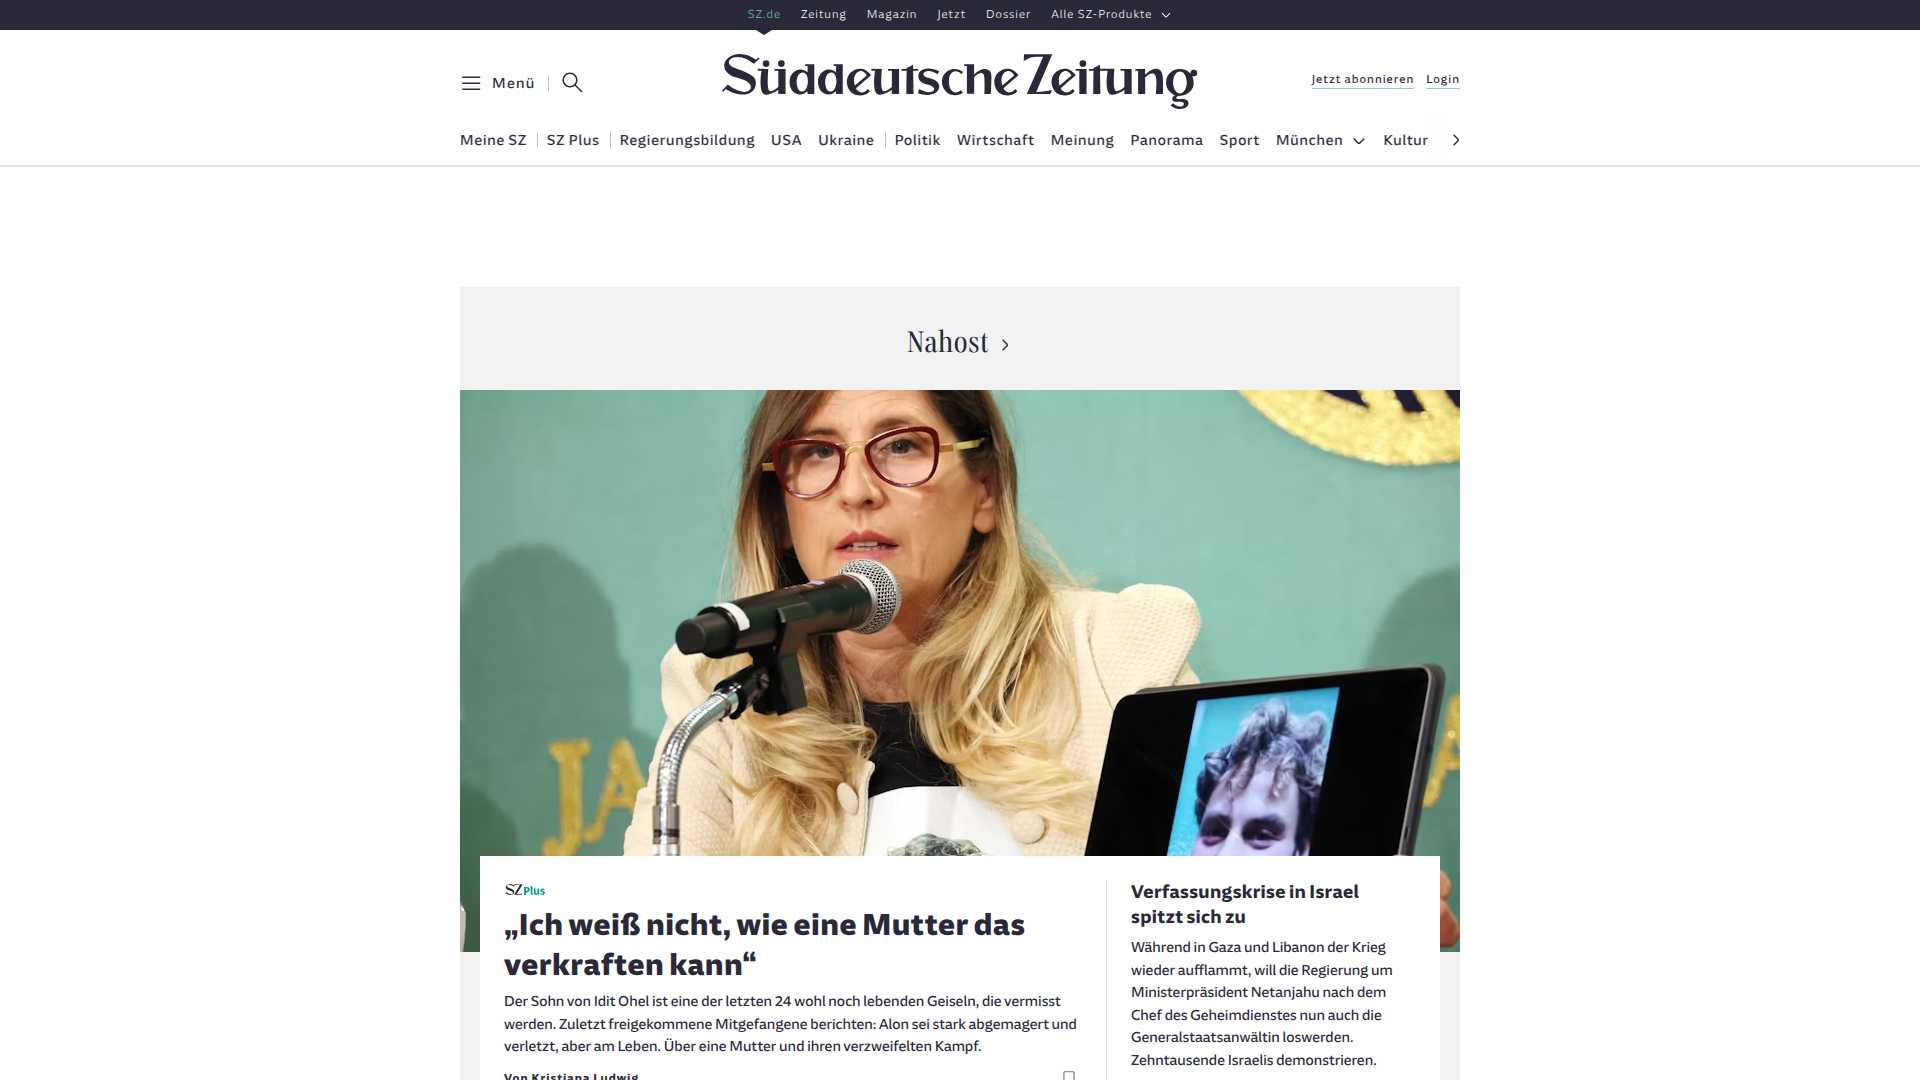 SZ.de Zeitung Magazin Jetzt Dossier Alle SZ-Produkte
Menü
Süddeutsche Zeitung
Jetzt abonnieren Login
Meine SZ SZ Plus Regierungsbildung USA Ukraine Politik Wirtschaft Meinung Panorama Sport München Kultur
Nahost
JA
SZ Plus
„Ich weiß nicht, wie eine Mutter das
verkraften kann“
Der Sohn von Idit Ohel ist eine der letzten 24 wohl noch lebenden Geiseln, die vermisst
werden. Zuletzt freigekommene Mitgefangene berichten: Alon sei stark abgemagert und
verletzt, aber am Leben. Über eine Mutter und ihren verzweifelten Kampf.
Von Kristiana Ludwig
Verfassungskrise in Israel
spitzt sich zu
Während in Gaza und Libanon der Krieg
wieder aufflammt, will die Regierung um
Ministerpräsident Netanjahu nach dem
Chef des Geheimdienstes nun auch die
Generalstaatsanwältin loswerden.
Zehntausende Israelis demonstrieren.